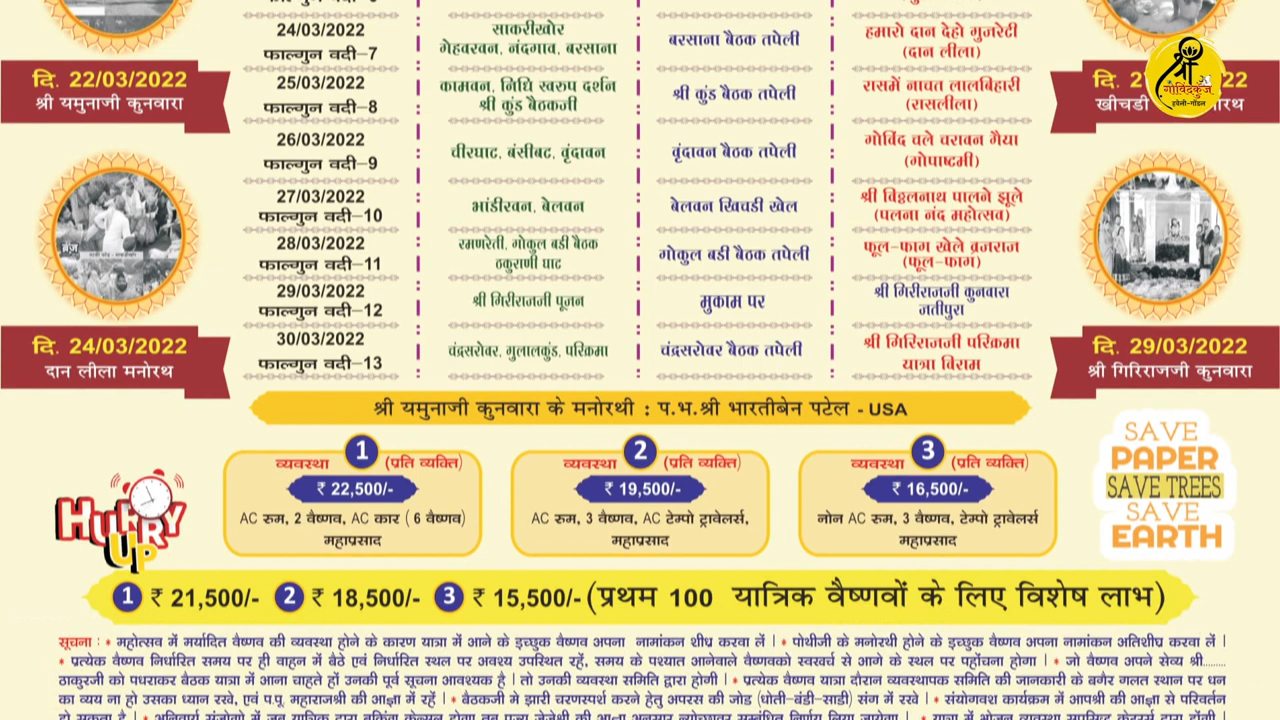 24/03/2022
फाल्गुन वदी-7
साकरीखोर
गेहवरवन, नंदगाव, बरसाना
बरसाना बैठक तपेली
हमारो दान देहो गुजरेटी
(दान लीला)
25/03/2022
फाल्गुन वदी-8
कामवन, निधि स्वरुप दर्शन
श्री कुंड बैठकजी
श्री कुंड बैठक तपेली
रासमें नाचत लालबिहारी
(रासलीला)
26/03/2022
फाल्गुन वदी-9
चीरघाट, बंसीबट, वृंदावन
वृंदावन बैठक तपेली
गोविंद चले चरावन गैया
(गोपाष्टमी)
27/03/2022
फाल्गुन वदी-10
भांडीरवन, बेलवन
बेलवन खिचडी खेल
श्री विठ्ठलनाथ पालने झूले
(पलना नंद महोत्सव)
28/03/2022
फाल्गुन वदी-11
रमणरेती, गोकुल बडी बैठक
ठकुराणी घाट
गोकुल बडी बैठक तपेली
फूल-फाग खेले व्रजराज
(फूल-फाग)
29/03/2022
फाल्गुन वदी-12
श्री गिरीराजजी पूजन
मुकाम पर
श्री गिरीराजजी कुनवारा
जतीपुरा
30/03/2022
फाल्गुन वदी-13
चंद्रसरोवर, गुलालकुंड, परिक्रमा
चंद्रसरोवर बैठक तपेली
श्री गिरिराजजी परिक्रमा
यात्रा विराम
दि. 22/03/2022
श्री यमुनाजी कुनवारा
ब्रज
दि. 24/03/2022
दान लीला मनोरथ
श्री
गोविंदकुंज
हवेली-गोंडल
दि. 2
022
खीचडी
दि. 29/03/2022
श्री गिरिराजजी कुनवारा
श्री यमुनाजी कुनवारा के मनोरथी : प.भ.श्री भारतीबेन पटेल - USA
HURRY
UP
व्यवस्था 1 (प्रति व्यक्ति)
₹ 22,500/-
AC रुम, 2 वैष्णव, AC कार ( 6 वैष्णव)
महाप्रसाद
व्यवस्था 2 (प्रति व्यक्ति)
₹ 19,500/-
AC रुम, 3 वैष्णव, AC टेम्पो ट्रावेलर्स,
महाप्रसाद
व्यवस्था 3 (प्रति व्यक्ति)
₹ 16,500/-
नोन AC रुम, 3 वैष्णव, टेम्पो ट्रावेलर्स
महाप्रसाद
SAVE
PAPER
SAVE TREES
SAVE
EARTH
1 ₹ 21,500/- 2 ₹ 18,500/- 3 ₹ 15,500/- (प्रथम 100 यात्रिक वैष्णवों के लिए विशेष लाभ)
सूचना : * महोत्सव में मर्यादित वैष्णव की व्यवस्था होने के कारण यात्रा में आने के इच्छुक वैष्णव अपना नामांकन शीघ्र करवा लें | * पोथीजी के मनोरथी होने के इच्छुक वैष्णव अपना नामांकन अतिशीघ्र करवा लें |
* प्रत्येक वैष्णव निर्धारित समय पर ही वाहन में बैठे एवं निर्धारित स्थल पर अवश्य उपस्थित रहें, समय के पश्यात आनेवाले वैष्णवको स्वखर्च से आगे के स्थल पर पहोंचना होगा | * जो वैष्णव अपने सेव्य श्री........
ठाकुरजी को पधराकर बैठक यात्रा में आना चाहते हों उनकी पूर्व सूचना आवश्यक है | तो उनकी व्यवस्था समिति द्वारा होगी | * प्रत्येक वैष्णव यात्रा दौरान व्यवस्थापक समिति की जानकारी के बगैर गलत स्थान पर धन
का व्यय ना हो उसका ध्यान रखे, एवं प.पू. महाराजश्री की आज्ञा में रहें | * बैठकजी मे झारी चरणस्पर्श करने हेतु अपरस की जोड (धोती-बंडी-साडी) संग में रखे | * संयोगवश कार्यक्रम में आपश्री की आज्ञा से परिवर्तन
हो सकता है |